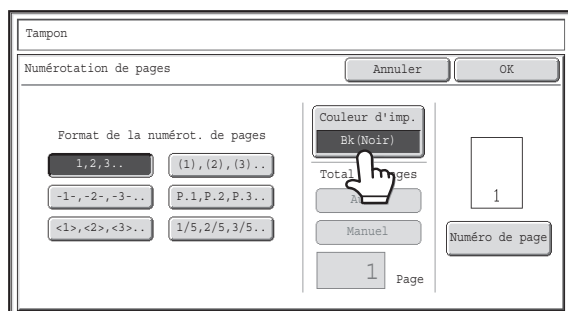 Tampon
Numérotation de pages
Annuler
OK
Format de la numérot. de pages
1,2,3..
(1),(2),(3)..
-1-,-2-,-3-..
P.1,P.2,P.3..
<1>,<2>,<3>..
1/5,2/5,3/5..
Couleur d'imp.
Bk(Noir)
Total
Manuel
1 Page
1
Numéro de page